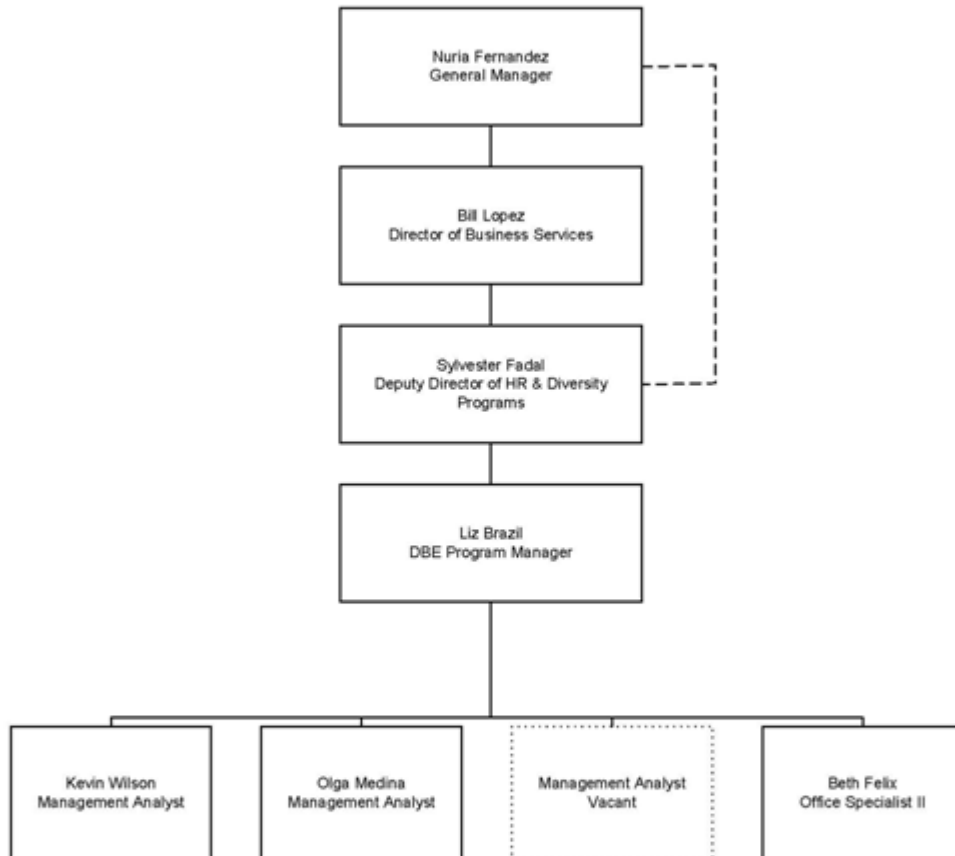 Nuria Fernandez
General Manager
Bill Lopez
Director of Business Services
Sylvester Fadal
Deputy Director of HR & Diversity
Programs
Liz Brazil
DBE Program Manager
Kevin Wilson
Management Analyst
Olga Medina
Management Analyst
Management Analyst
Vacant
Beth Felix
Office Specialist II